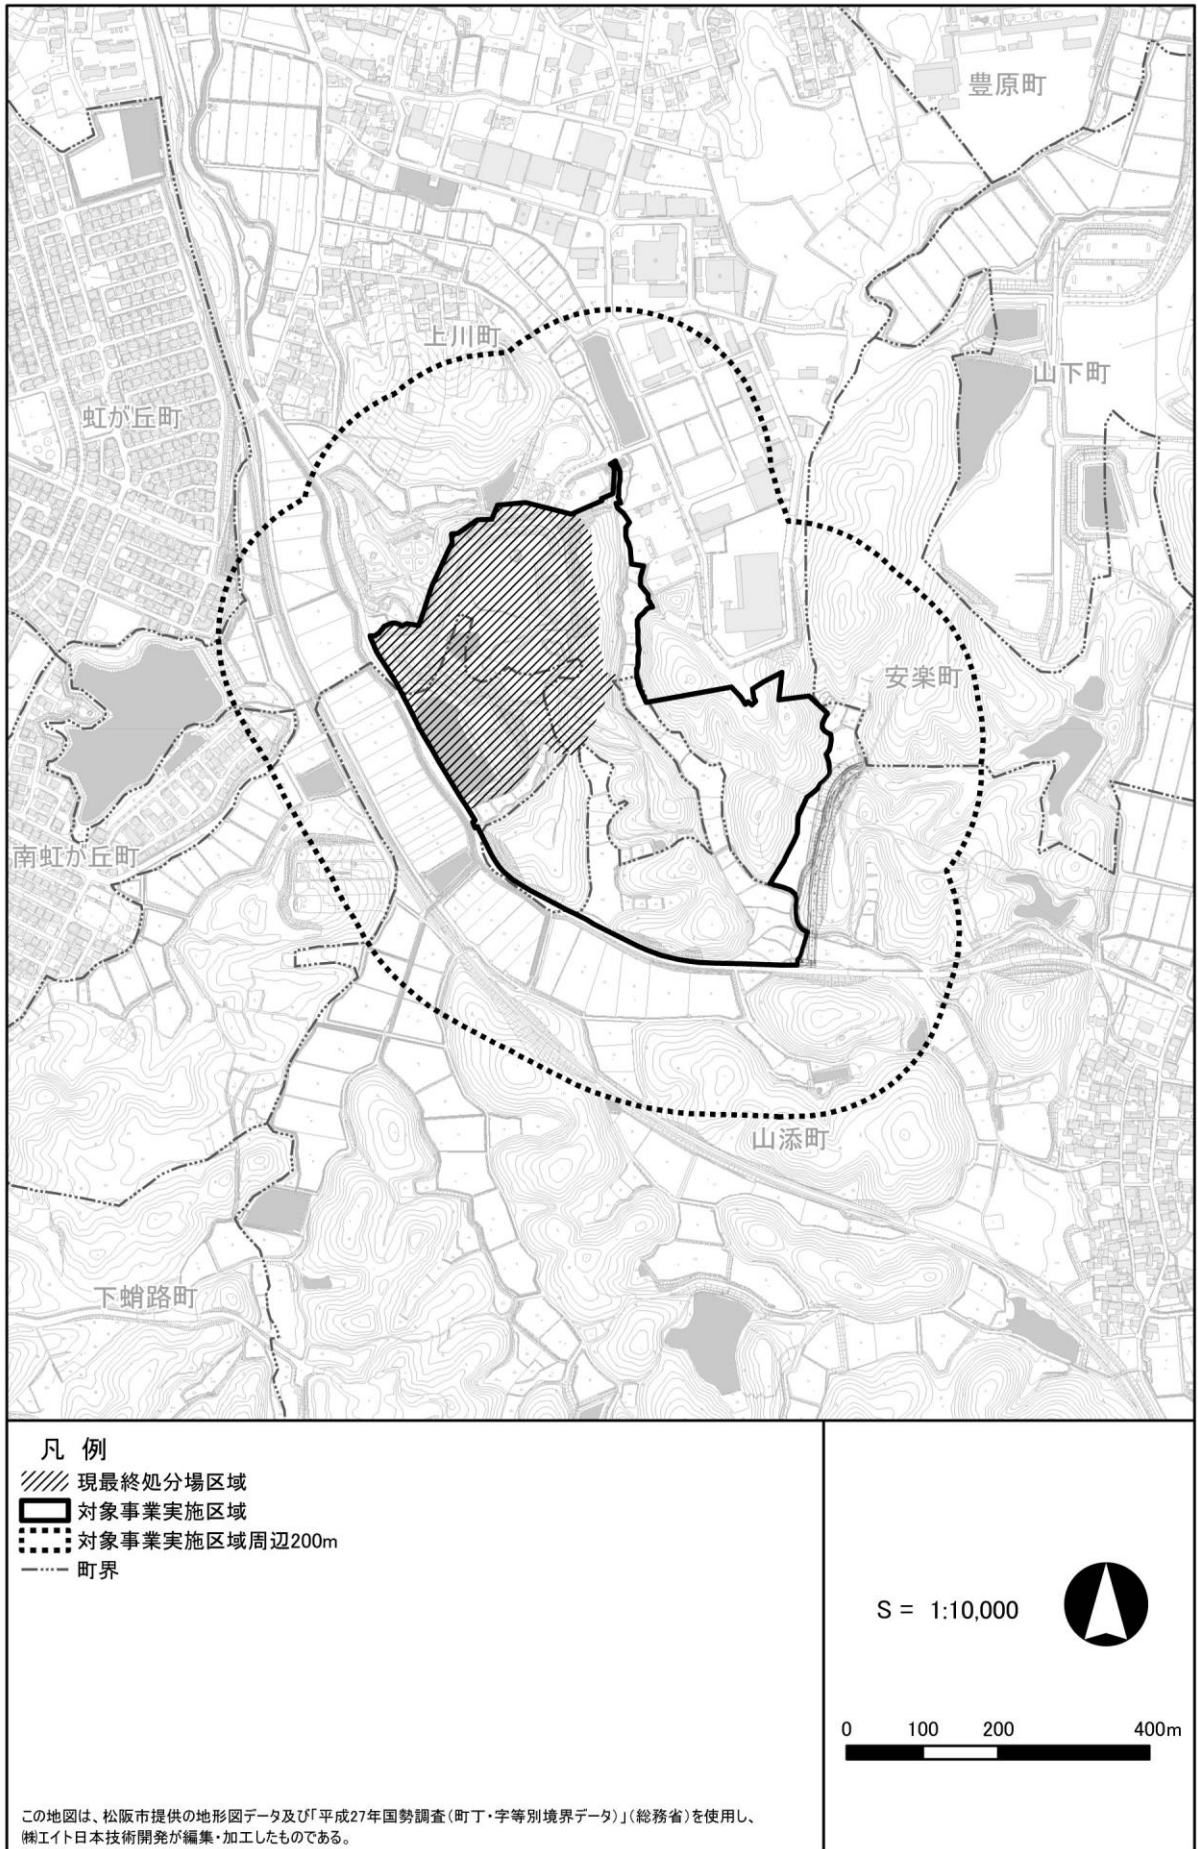 豊原町
上川町
山下町
虹が丘町
安楽町
南虹が丘町
山添町
下蛸路町
凡 例
現最終処分場区域
対象事業実施区域
対象事業実施区域周辺200m
町界
S = 1:10,000
0 100 200 400m
この地図は、松阪市提供の地形図データ及び「平成27年国勢調査(町丁・字等別境界データ)」(総務省)を使用し、
㈱エイト日本技術開発が編集・加工したものである。